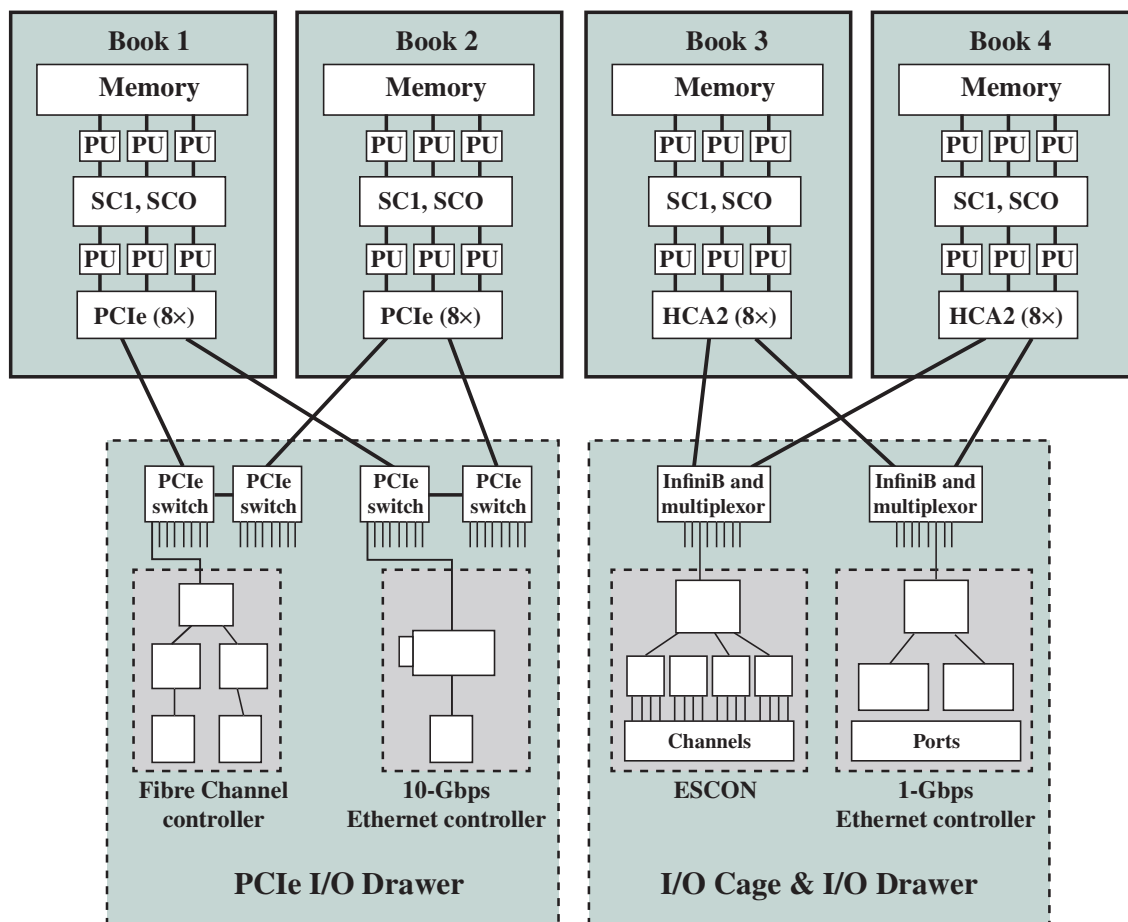 Book 1
Memory
PU PU PU
SC1, SCO
PU PU PU
PCIe (8×)
Book 2
Memory
PU PU PU
SC1, SCO
PU PU PU
PCIe (8×)
Book 3
Memory
PU PU PU
SC1, SCO
PU PU PU
HCA2 (8×)
Book 4
Memory
PU PU PU
SC1, SCO
PU PU PU
HCA2 (8×)
PCIe
switch
PCIe
switch
PCIe
switch
PCIe
switch
Fibre Channel
controller
10-Gbps
Ethernet controller
PCIe I/O Drawer
InfiniB and
multiplexor
InfiniB and
multiplexor
Channels
ESCON
Ports
1-Gbps
Ethernet controller
I/O Cage & I/O Drawer